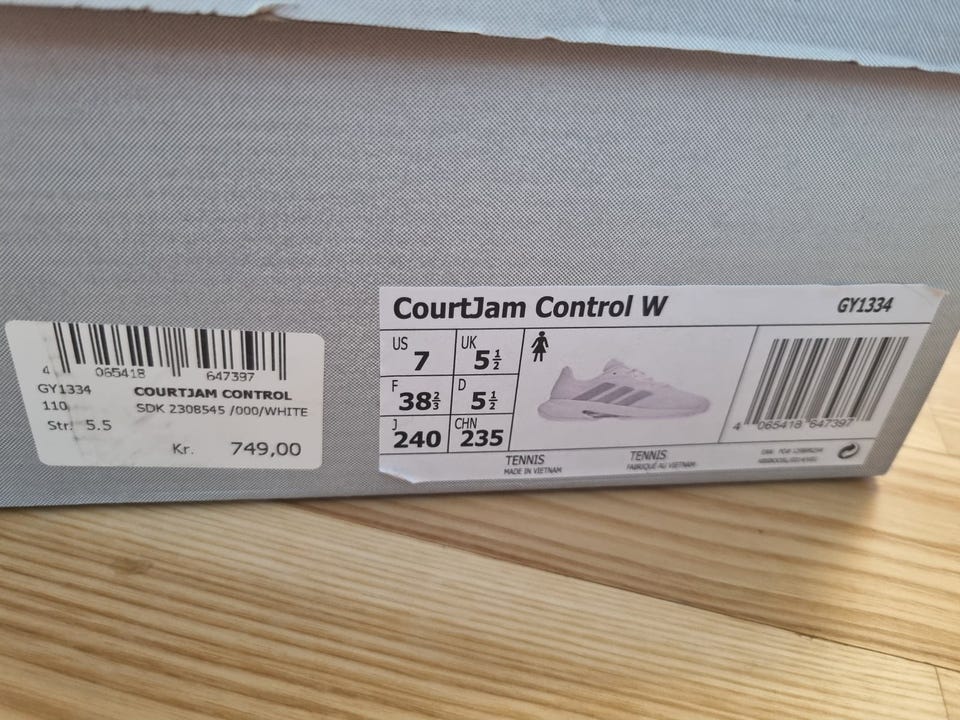 4 065418 647397
GY1334 COURTJAM CONTROL
110 SDK 2308545 /000/WHITE
Str. 5.5
Kr. 749,00
CourtJam Control W GY1334
US 7 UK 5½
F 38⅔ D 5½
J 240 CHN 235
4 065418 647397
TENNIS
MADE IN VIETNAM
TENNIS
FABRIQUÉ AU VIETNAM